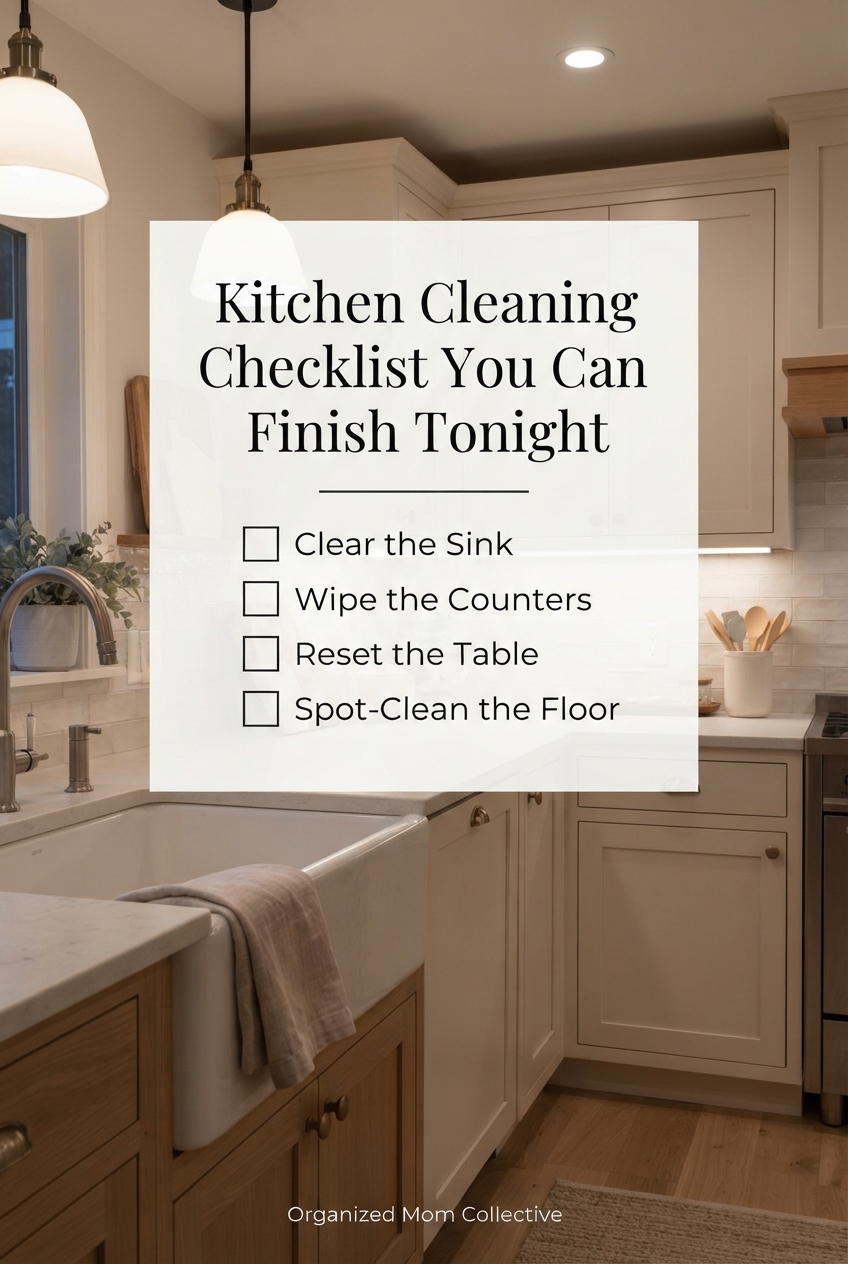 Kitchen Cleaning
Checklist You Can
Finish Tonight
Clear the Sink
Wipe the Counters
Reset the Table
Spot-Clean the Floor
Organized Mom Collective